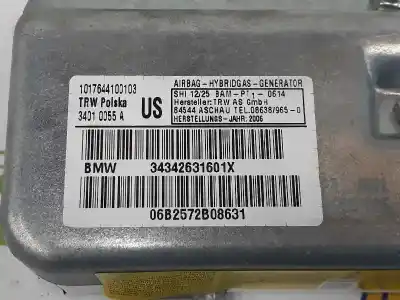 1017644100103
TRW Polska
3401 0055 A
US
AIRBAG-HYBRIDGAS-GENERATOR
SHI 12/25 BAM-PT1-0614
Hersteller:TRW AS GmbH
84544 ASCHAU TEL.08638/965-0
HERSTELLUNGS-JAHR:2006
BMW 34342631601X
06B2572B08631